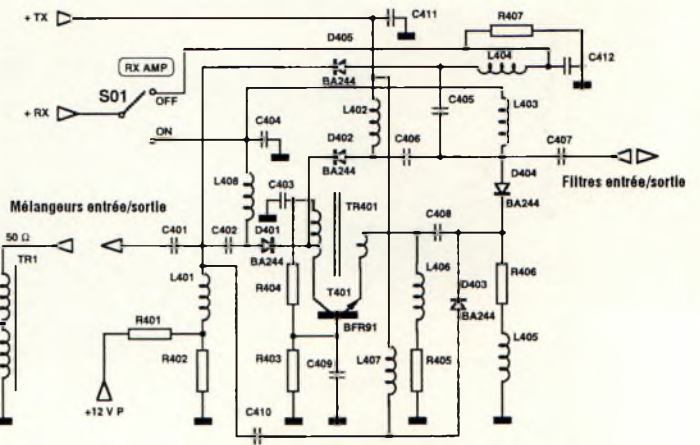 + TX
C411
R407
D405
RX AMP
L404
C412
S01
OFF
BA244
+ RX
L402
C405
L403
ON
C404
D402
C406
C407
BA244
D404
L408
C403
Filtres entrée/sortie
BA244
Mélangeurs entrée/sortie
TR401
C401
C402
D401
C408
50 Ω
TR1
BA244
L406
D403
R406
L401
R404
T401
BA244
BFR91
R401
R402
R403
C409
L407
R405
L405
+12 V P
C410